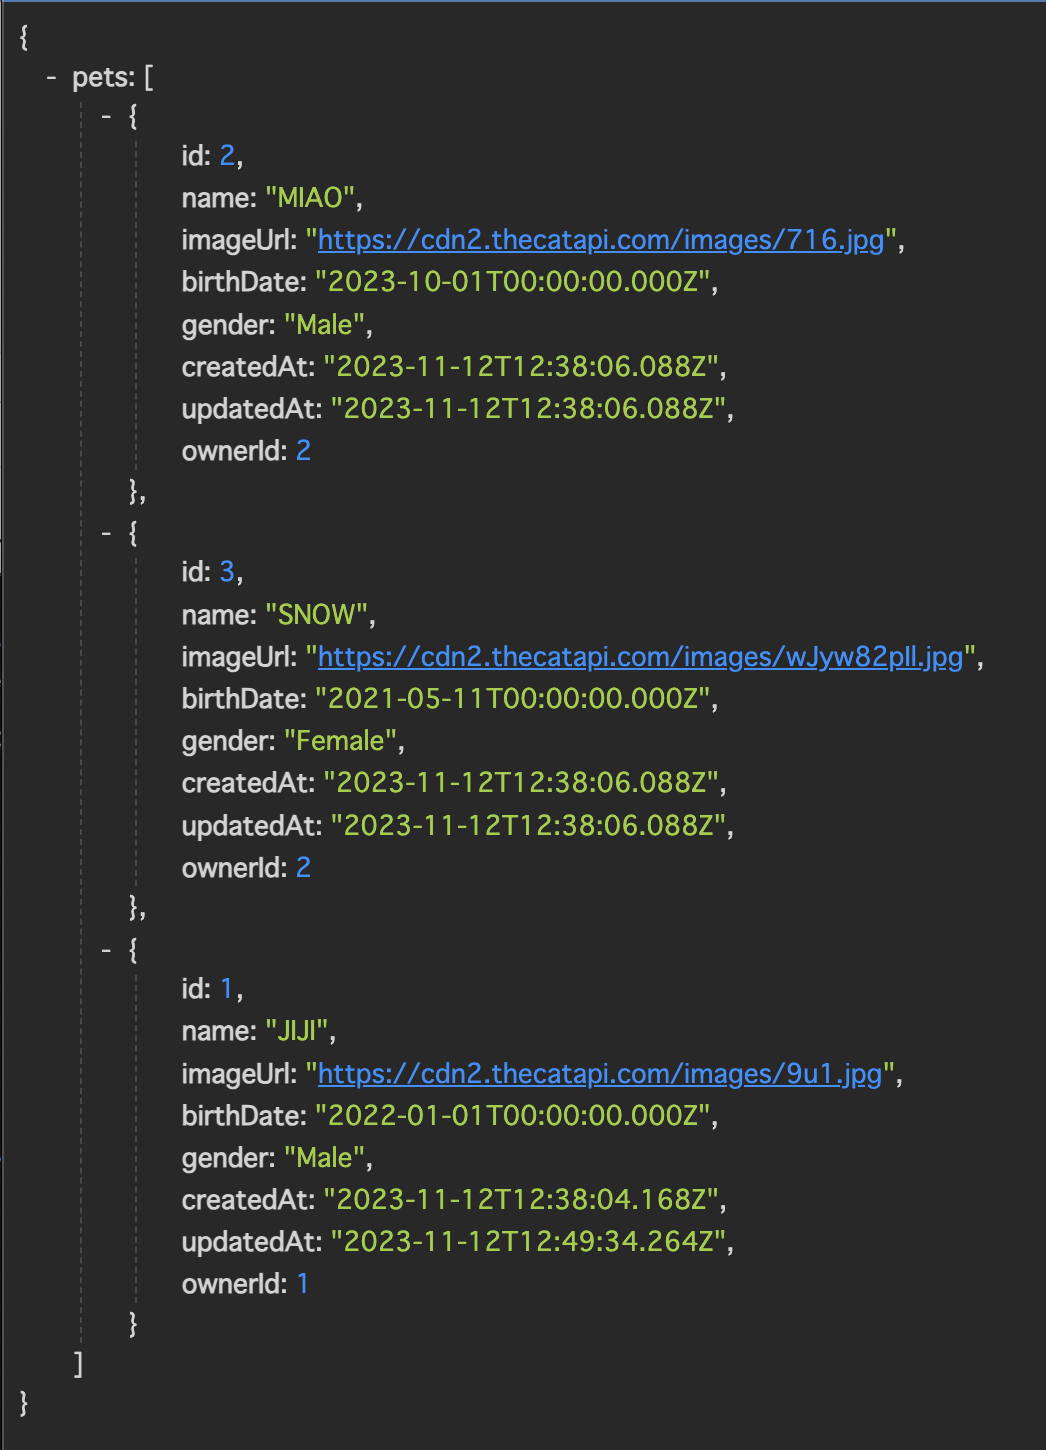 {
- pets: [
- {
id: 2,
name: "MIAO",
imageUrl: "https://cdn2.thecatapi.com/images/716.jpg",
birthDate: "2023-10-01T00:00:00.000Z",
gender: "Male",
createdAt: "2023-11-12T12:38:06.088Z",
updatedAt: "2023-11-12T12:38:06.088Z",
ownerId: 2
},
- {
id: 3,
name: "SNOW",
imageUrl: "https://cdn2.thecatapi.com/images/wJyw82pIl.jpg",
birthDate: "2021-05-11T00:00:00.000Z",
gender: "Female",
createdAt: "2023-11-12T12:38:06.088Z",
updatedAt: "2023-11-12T12:38:06.088Z",
ownerId: 2
},
- {
id: 1,
name: "JIJI",
imageUrl: "https://cdn2.thecatapi.com/images/9u1.jpg",
birthDate: "2022-01-01T00:00:00.000Z",
gender: "Male",
createdAt: "2023-11-12T12:38:04.168Z",
updatedAt: "2023-11-12T12:49:34.264Z",
ownerId: 1
}
]
}